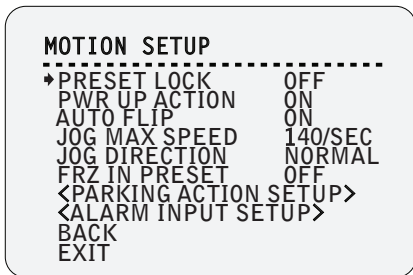 MOTION SETUP
PRESET LOCK OFF
PWR UP ACTION ON
AUTO FLIP ON
JOG MAX SPEED 140/SEC
JOG DIRECTION NORMAL
FRZ IN PRESET OFF
<PARKING ACTION SETUP>
<ALARM INPUT SETUP>
BACK
EXIT